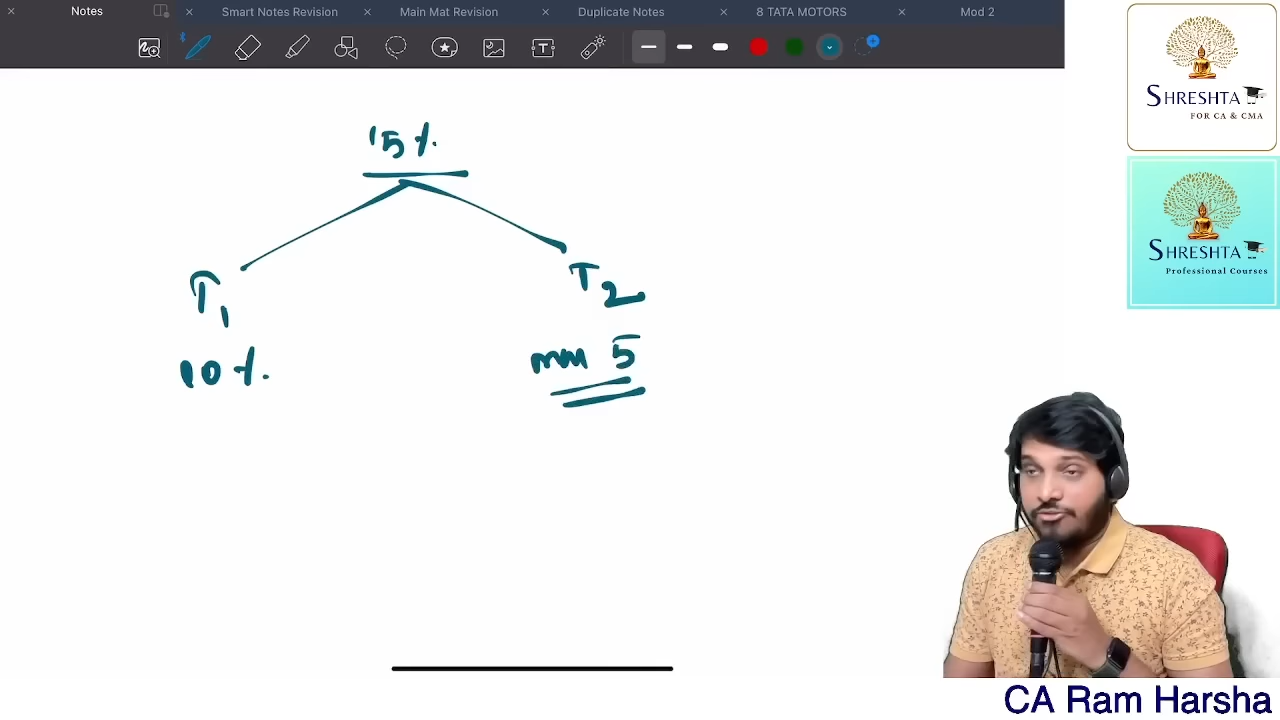 Notes
Smart Notes Revision
Main Mat Revision
Duplicate Notes
8 TATA MOTORS
Mod 2
SHRESHTA
FOR CA & CMA
15%
SHRESHTA
Professional Courses
T1
T2
10%
5
CA Ram Harsha